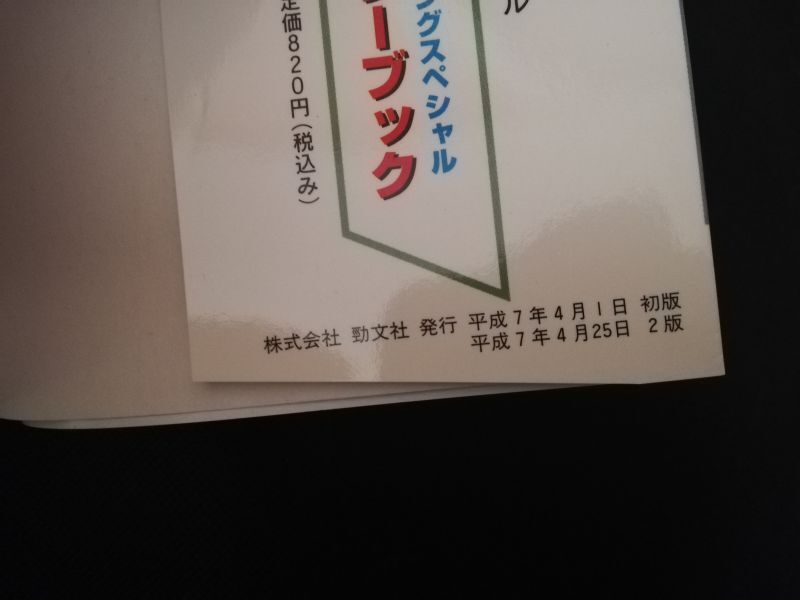 ル
ングスペシャル
ーブック
定価820円(税込み)
株式会社 勁文社 発行 平成7年4月1日 初版
平成7年4月25日 2版